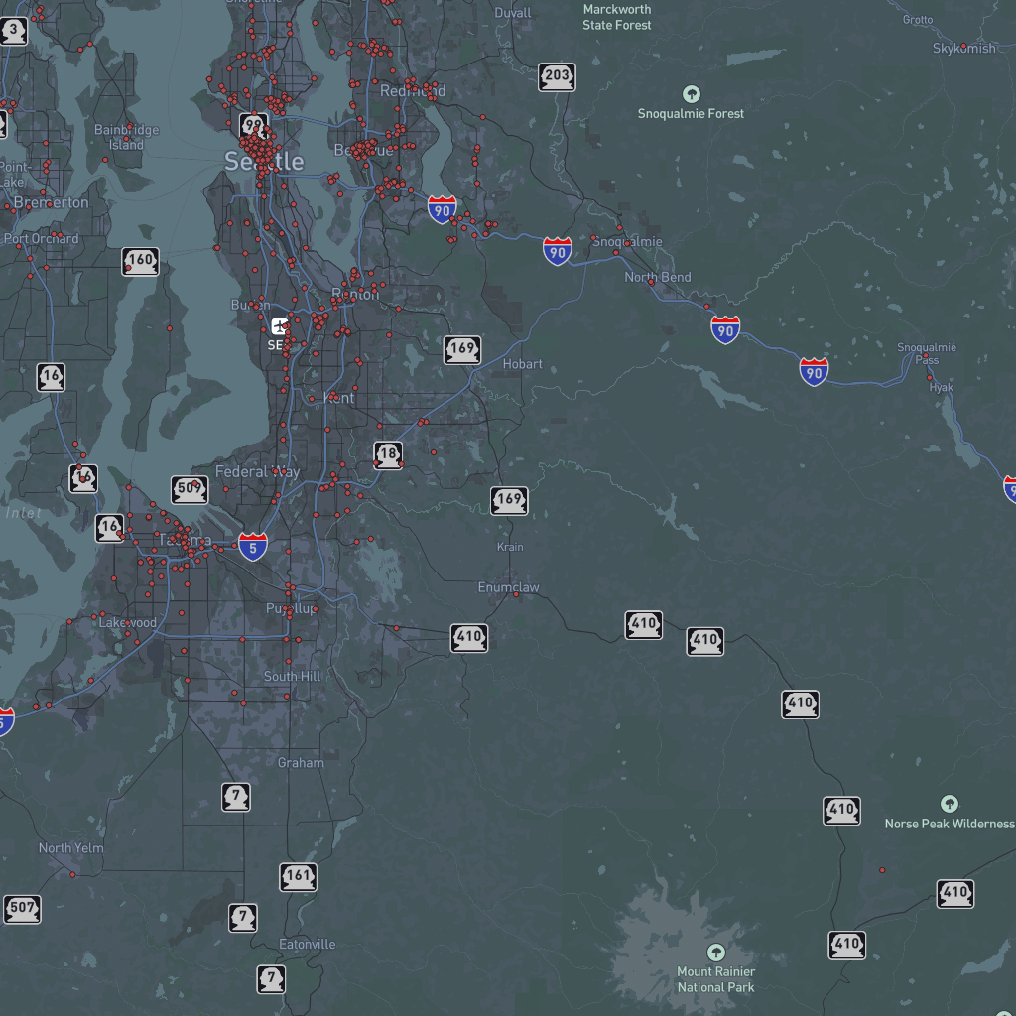 Shoreline
Duvall
Marckworth
State Forest
Grotto
Skykomish
3
203
Redmond
Snoqualmie Forest
99
Bainbridge
Island
Seattle
Bellevue
Point-
Lake
Bremerton
90
Port Orchard
160
90
Snoqualmie
North Bend
Renton
90
169
Snoqualmie
Pass
Hobart
90
16
Hyak
Kent
18
Federal Way
16
509
169
Inlet
16
Tacoma
5
Krain
Enumclaw
Puyallup
Lakewood
410
410
410
South Hill
410
5
Graham
7
410
Norse Peak Wilderness
North Yelm
161
410
507
7
410
Eatonville
7
Mount Rainier
National Park